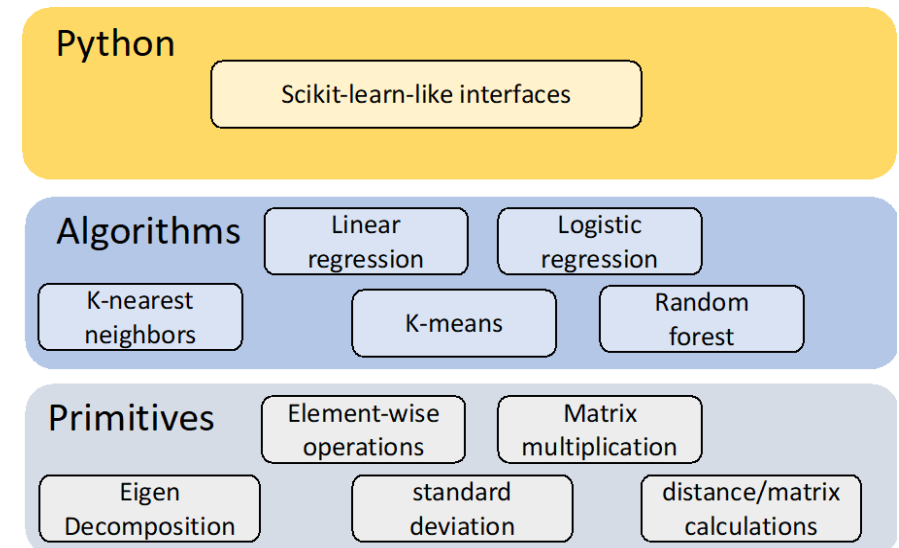 Python
Scikit-learn-like interfaces
Algorithms
Linear
regression
Logistic
regression
K-nearest
neighbors
K-means
Random
forest
Primitives
Element-wise
operations
Matrix
multiplication
Eigen
Decomposition
standard
deviation
distance/matrix
calculations